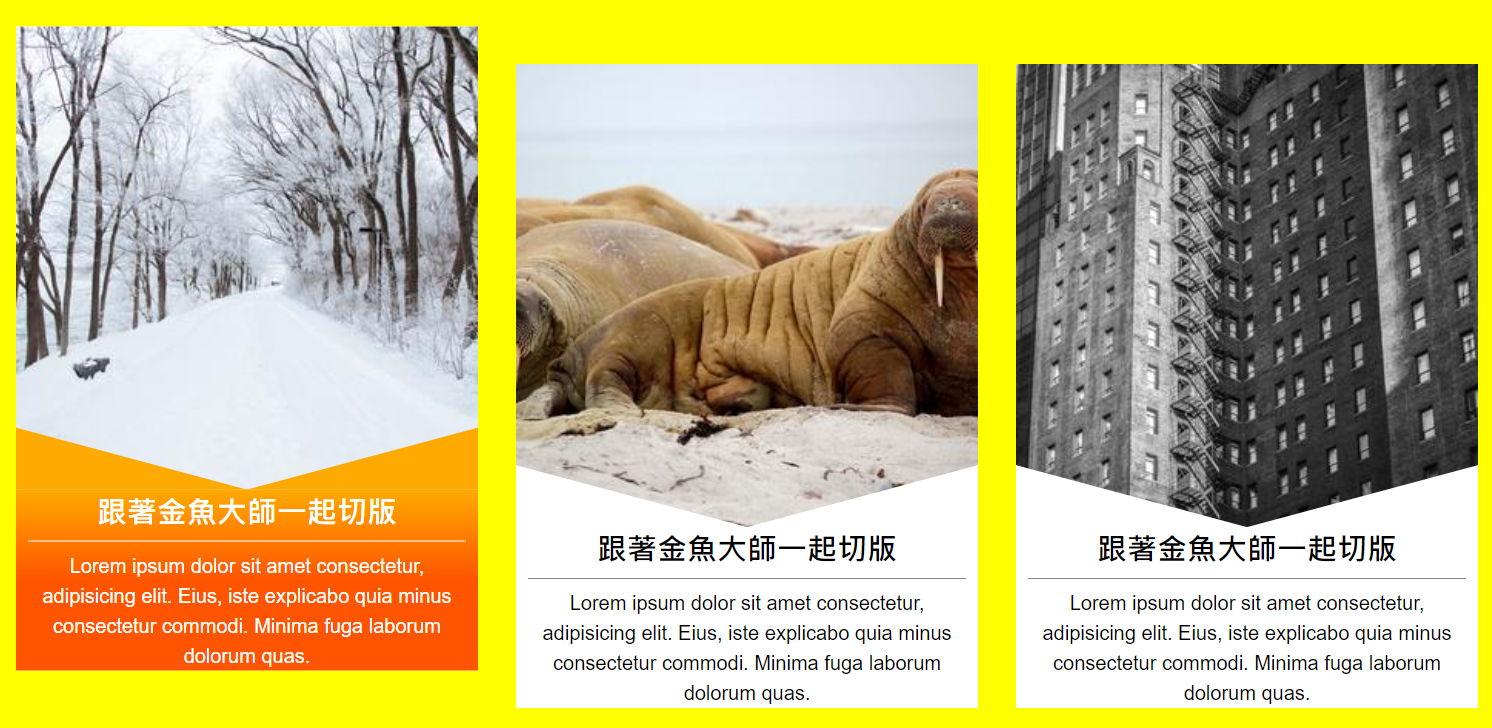 跟著金魚大師一起切版
Lorem ipsum dolor sit amet consectetur,
adipisicing elit. Eius, iste explicabo quia minus
consectetur commodi. Minima fuga laborum
dolorum quas.
跟著金魚大師一起切版
Lorem ipsum dolor sit amet consectetur,
adipisicing elit. Eius, iste explicabo quia minus
consectetur commodi. Minima fuga laborum
dolorum quas.
跟著金魚大師一起切版
Lorem ipsum dolor sit amet consectetur,
adipisicing elit. Eius, iste explicabo quia minus
consectetur commodi. Minima fuga laborum
dolorum quas.